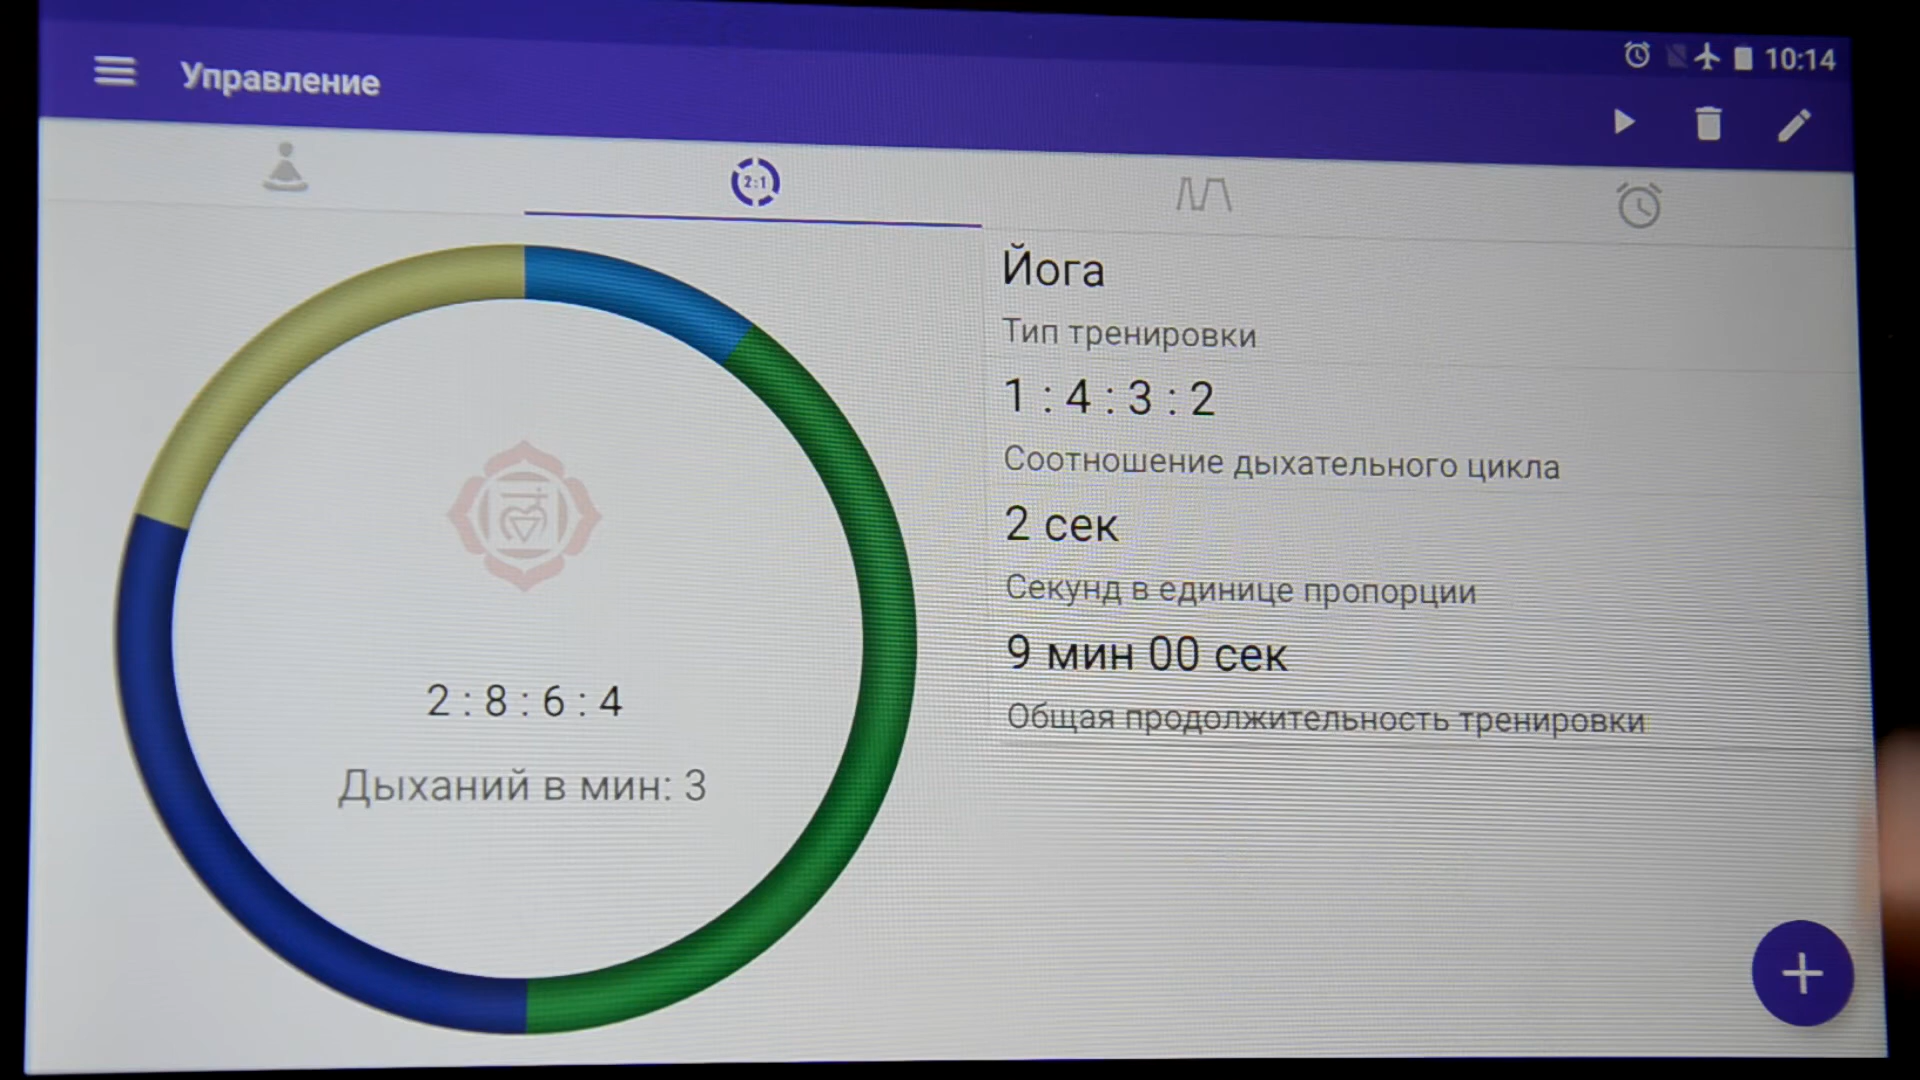 10:14
Управление
2:1
Йога
Тип тренировки
1 : 4 : 3 : 2
Соотношение дыхательного цикла
2 сек
Секунд в единице пропорции
9 мин 00 сек
Общая продолжительность тренировки
2 : 8 : 6 : 4
Дыханий в мин: 3